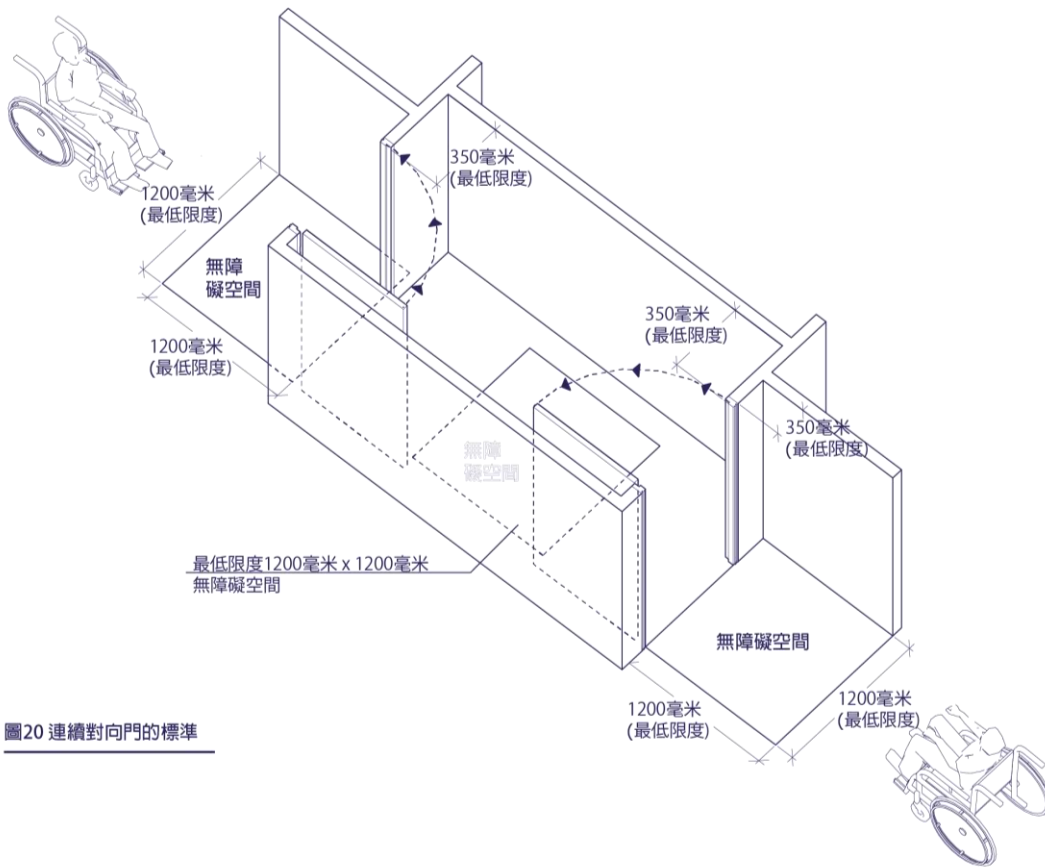 350毫米
(最低限度)
1200毫米
(最低限度)
無障
礙空間
350毫米
(最低限度)
1200毫米
(最低限度)
350毫米
(最低限度)
無障
礙空間
最低限度1200毫米 x 1200毫米
無障礙空間
無障礙空間
1200毫米
(最低限度)
1200毫米
(最低限度)
圖20 連續對向門的標準